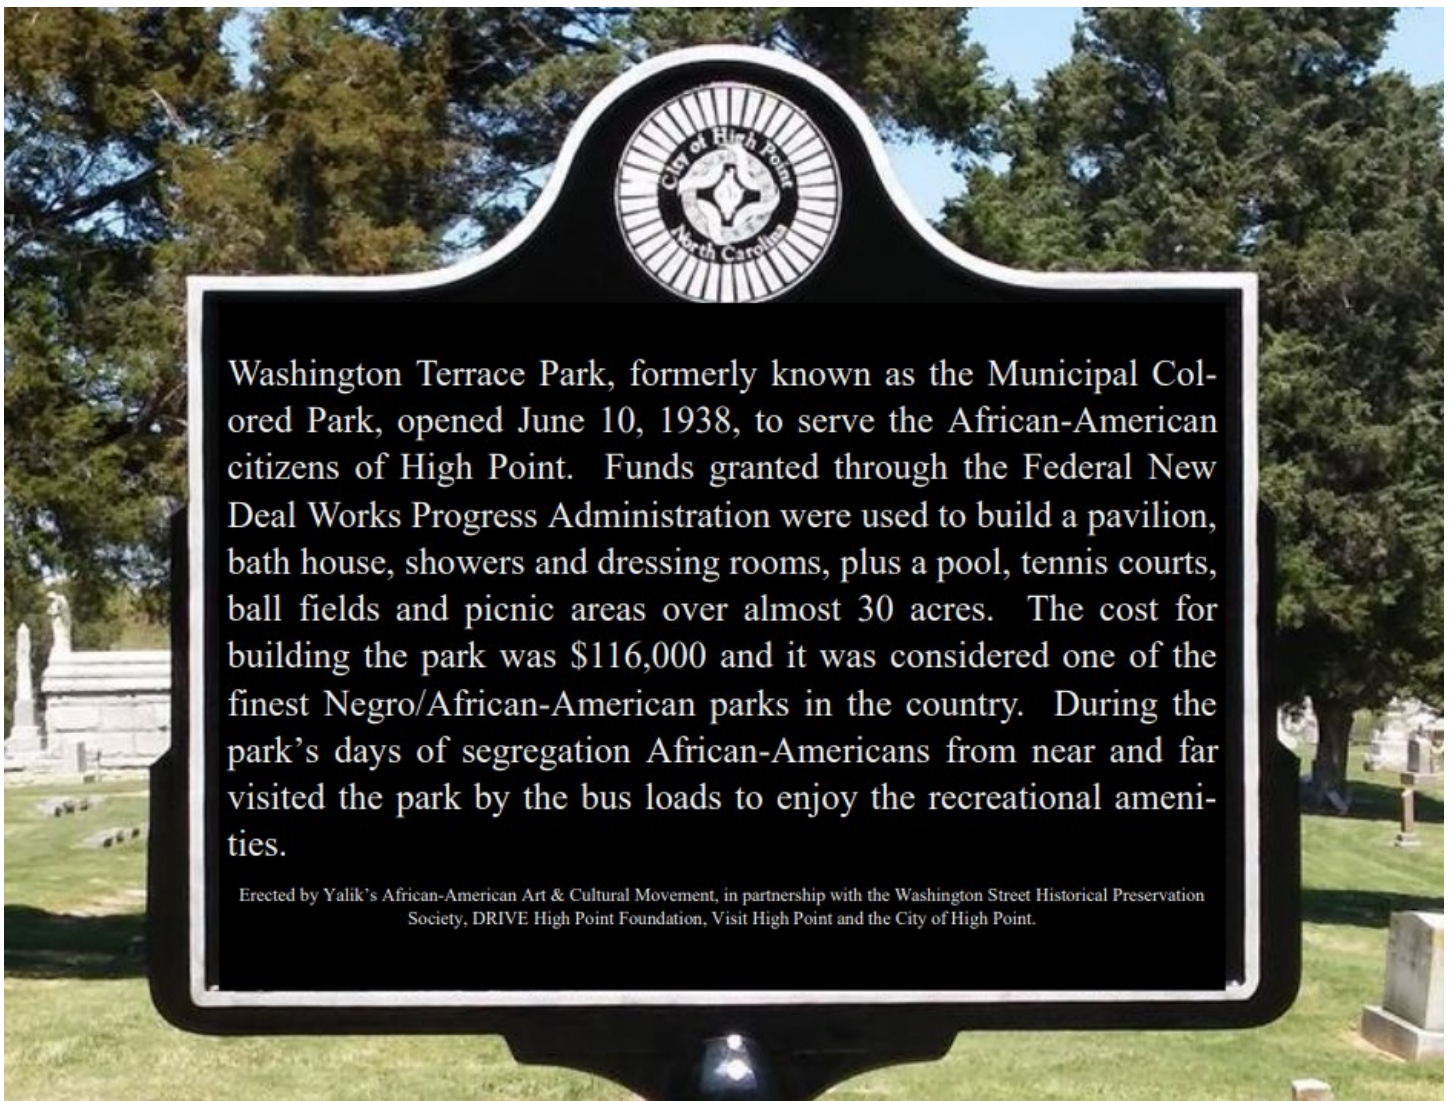 City of High Point
North Carolina
Washington Terrace Park, formerly known as the Municipal Col-
ored Park, opened June 10, 1938, to serve the African-American
citizens of High Point.  Funds granted through the Federal New
Deal Works Progress Administration were used to build a pavilion,
bath house, showers and dressing rooms, plus a pool, tennis courts,
ball fields and picnic areas over almost 30 acres.  The cost for
building the park was $116,000 and it was considered one of the
finest Negro/African-American parks in the country.  During the
park’s days of segregation African-Americans from near and far
visited the park by the bus loads to enjoy the recreational ameni-
ties.
Erected by Yalik’s African-American Art & Cultural Movement, in partnership with the Washington Street Historical Preservation
Society, DRIVE High Point Foundation, Visit High Point and the City of High Point.